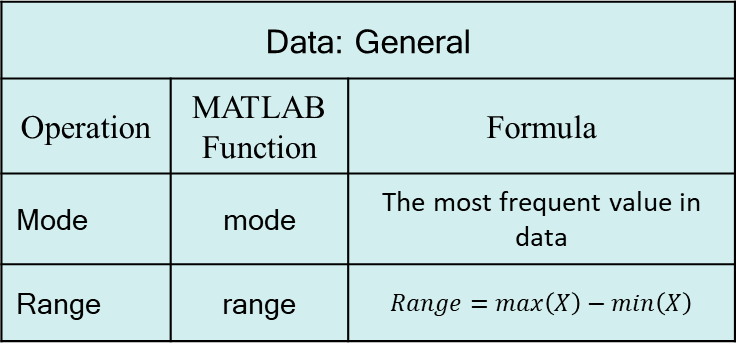 Data: General
Operation
MATLAB
Function
Formula
Mode
mode
The most frequent value in
data
Range
range
Range = max(X) − min(X)